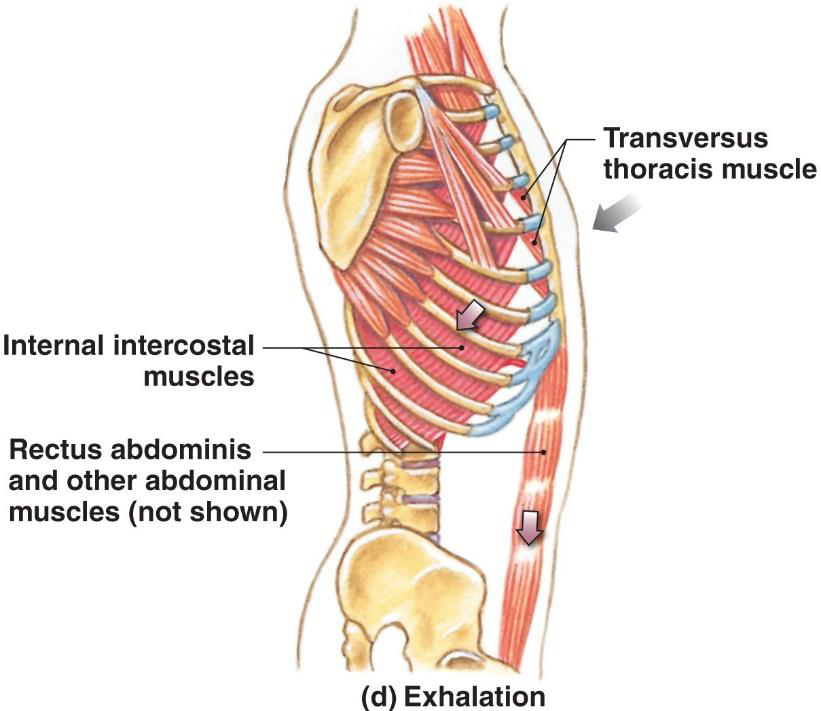 Transversus
thoracis muscle
Internal intercostal
muscles
Rectus abdominis
and other abdominal
muscles (not shown)
(d) Exhalation